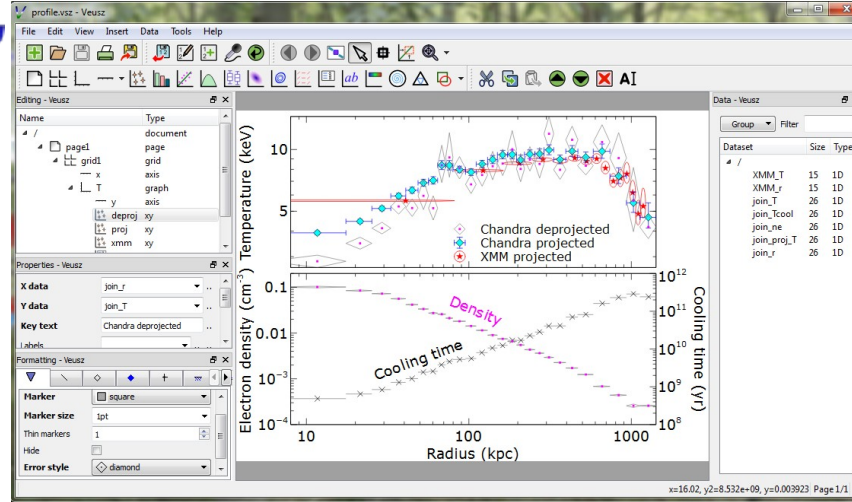 profile.vsz - Veusz
File Edit View Insert Data Tools Help
ab
AI
Editing - Veusz
Name Type
/ document
page1 page
grid1 grid
x axis
T graph
y axis
deproj xy
proj xy
xmm xy
Properties - Veusz
X data join_r
Y data join_T
Key text Chandra deprojected
Labels
Formatting - Veusz
Marker square
Marker size 1pt
Thin markers 1
Hide
Error style diamond
Temperature (keV)
10
5
Chandra deprojected
Chandra projected
XMM projected
Electron density (cm⁻³)
0.1
0.01
10⁻³
10⁻⁴
Density
Cooling time
10¹²
10¹¹
10¹⁰
10⁹
10⁸
Cooling time (yr)
10 100 1000
Radius (kpc)
Data - Veusz
Group Filter
Dataset Size Type
/
XMM_T 15 1D
XMM_r 15 1D
join_T 26 1D
join_Tcool 26 1D
join_ne 26 1D
join_proj_T 26 1D
join_r 26 1D
x=16.02, y2=8.532e+09, y=0.003923 Page 1/1